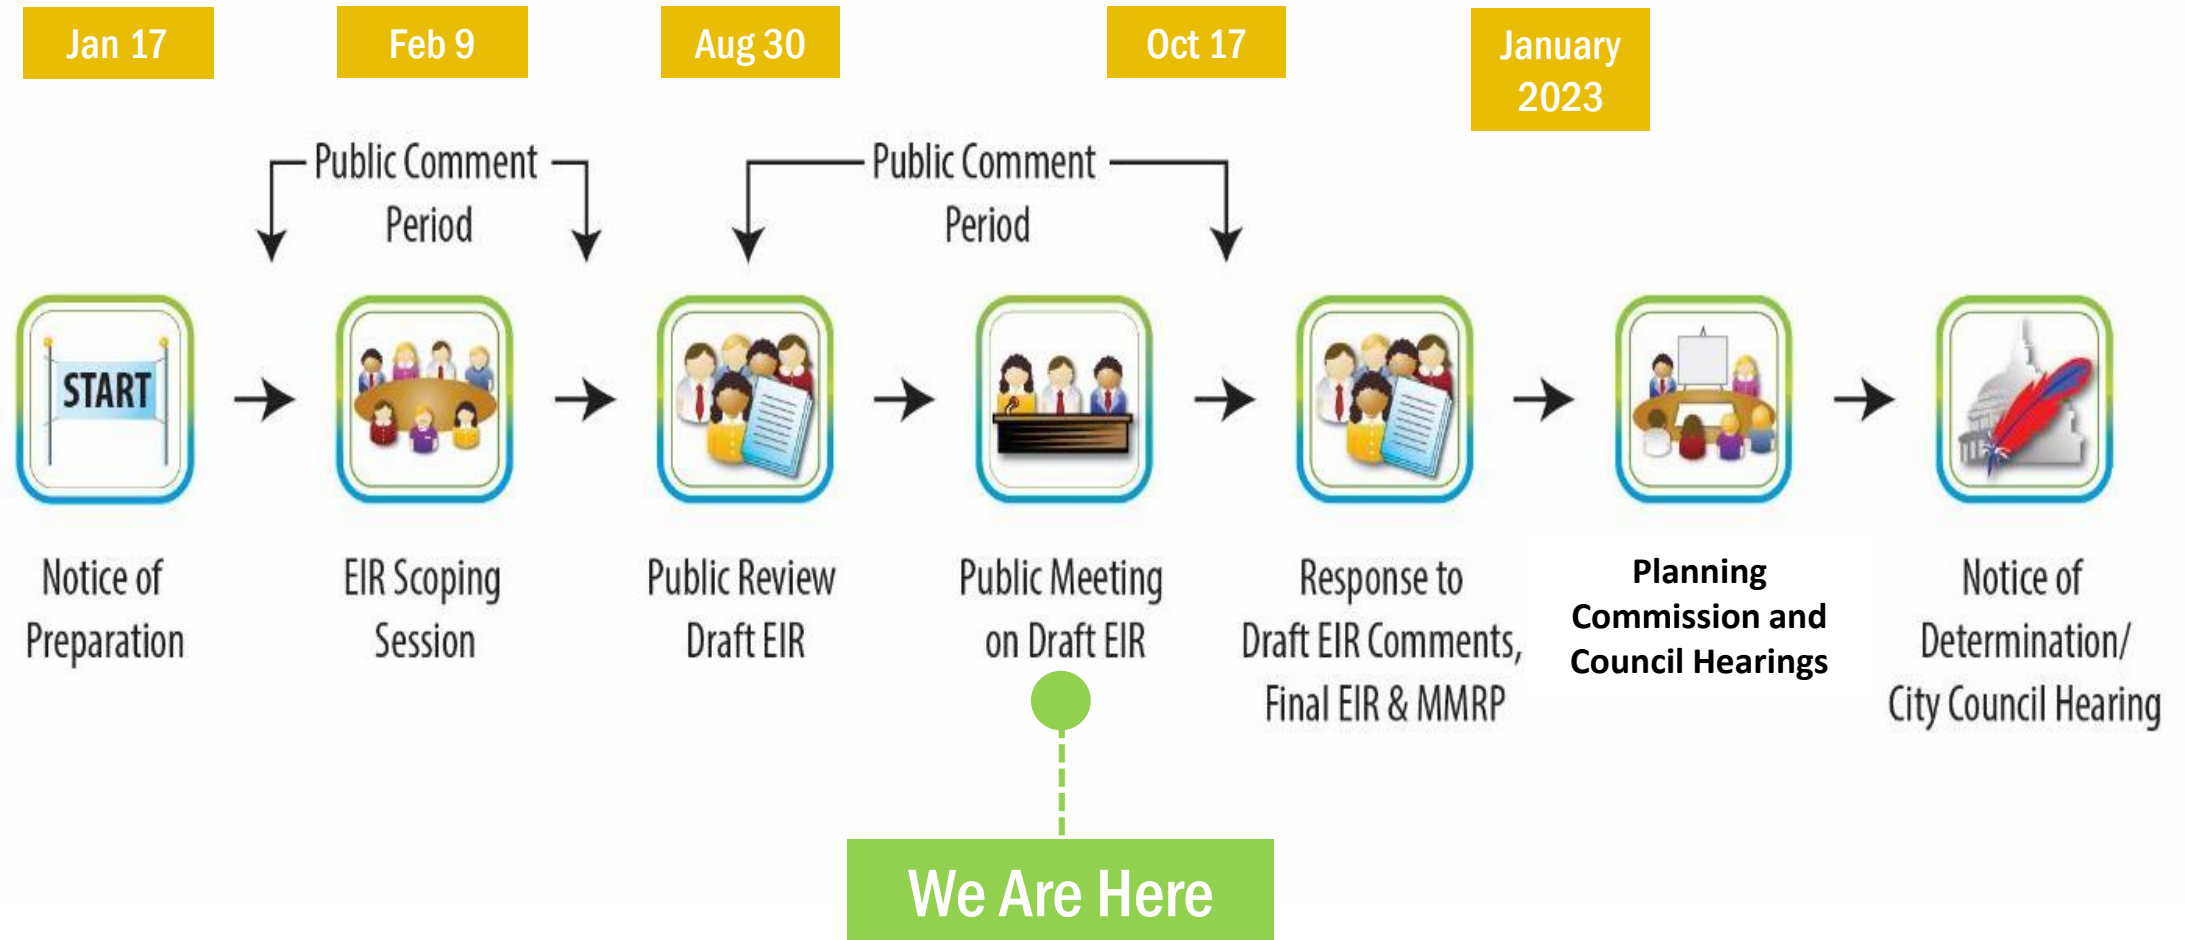 Jan 17
Feb 9
Aug 30
Oct 17
January
2023
Public Comment
Period
Public Comment
Period
START
Notice of
Preparation
EIR Scoping
Session
Public Review
Draft EIR
Public Meeting
on Draft EIR
Response to
Draft EIR Comments,
Final EIR & MMRP
Planning
Commission and
Council Hearings
Notice of
Determination/
City Council Hearing
We Are Here